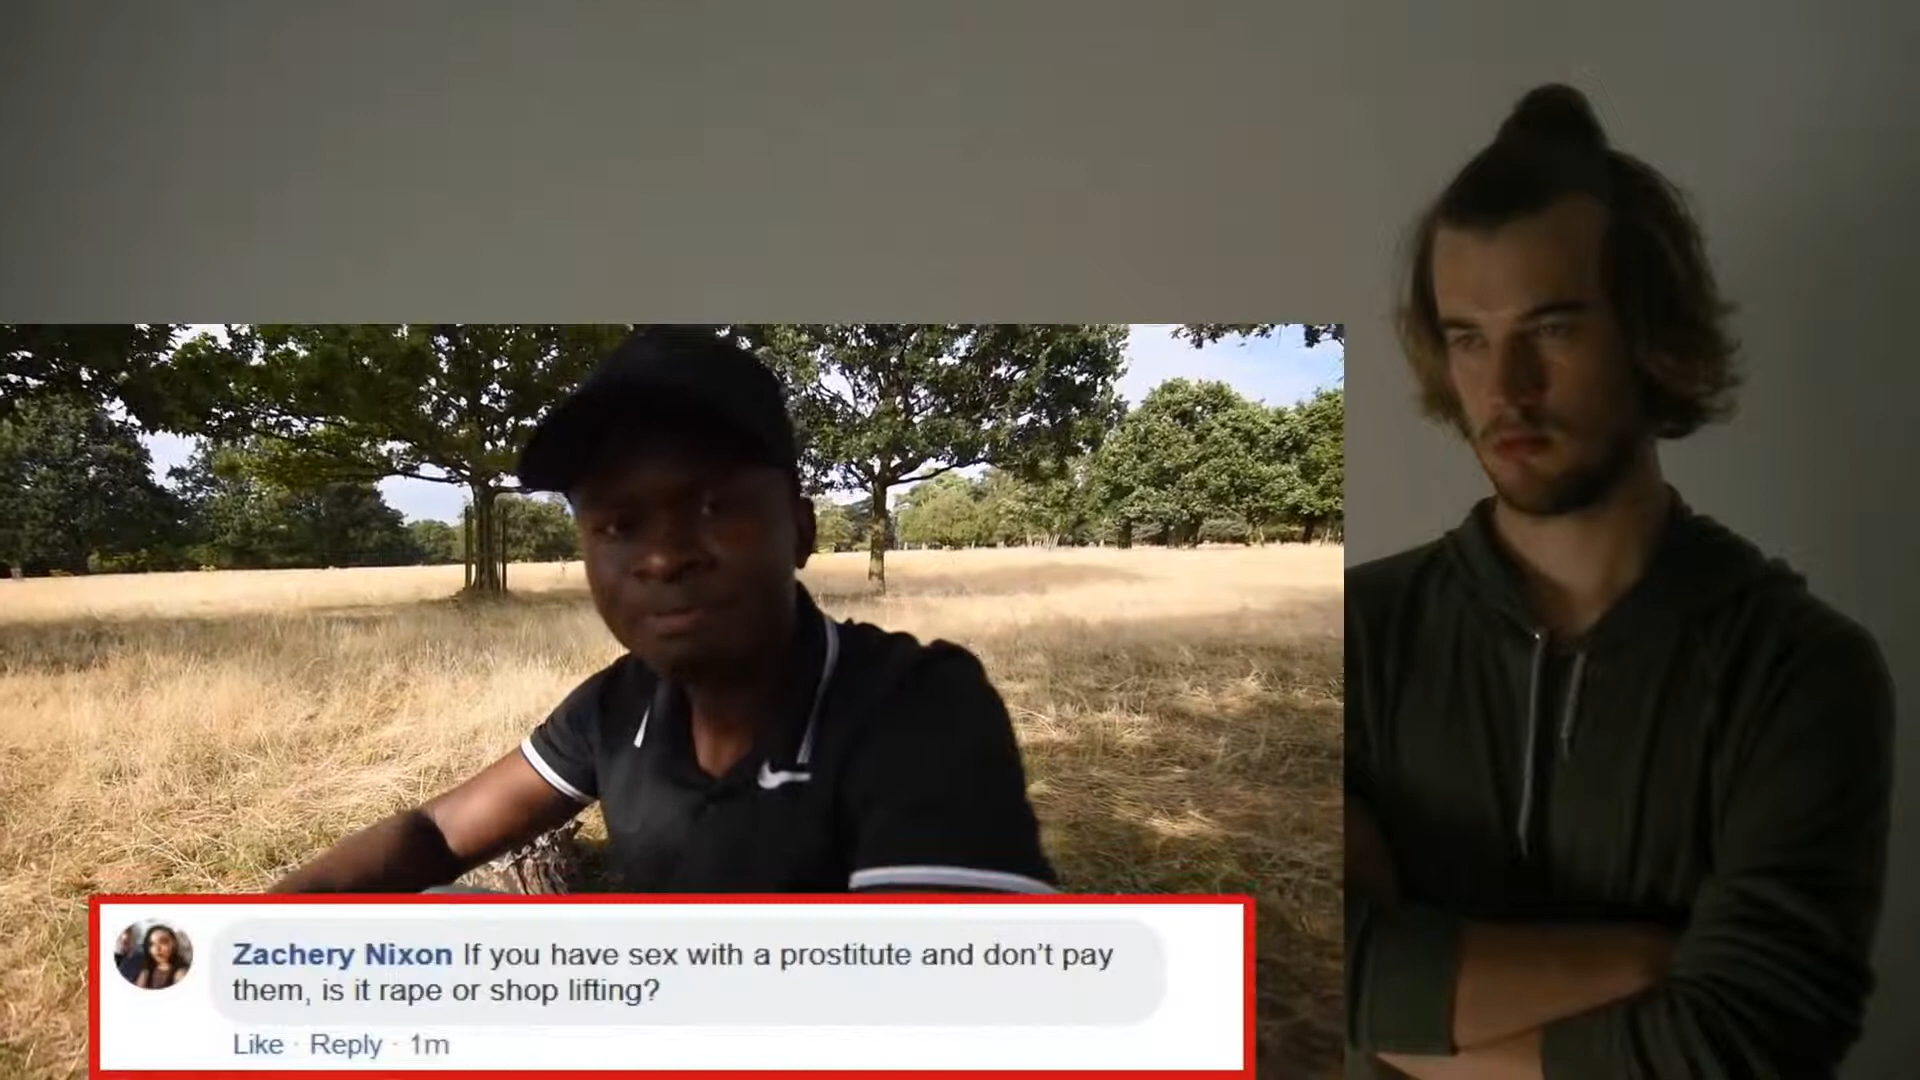 Zachery Nixon If you have sex with a prostitute and don't pay
them, is it rape or shop lifting?
Like · Reply · 1m